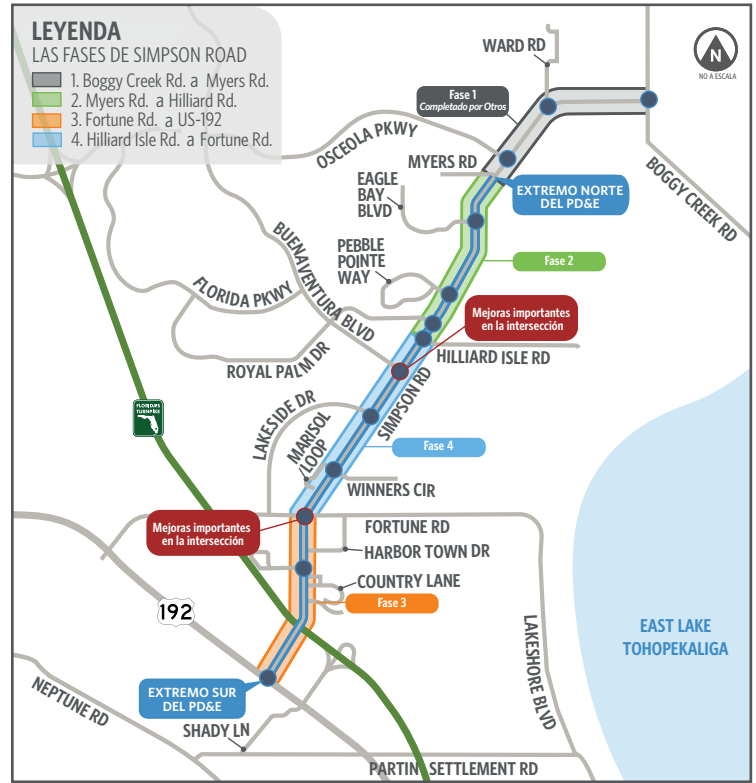 LEYENDA
LAS FASES DE SIMPSON ROAD
1. Boggy Creek Rd. a Myers Rd.
2. Myers Rd. a Hilliard Rd.
3. Fortune Rd. a US-192
4. Hilliard Isle Rd. a Fortune Rd.
WARD RD
N
NO A ESCALA
Fase 1
Completado por Otros
OSCEOLA PKWY
MYERS RD
BOGGY CREEK RD
EAGLE
BAY
BLVD
EXTREMO NORTE
DEL PD&E
BUENAVENTURA BLVD
PEBBLE
POINTE
WAY
Fase 2
FLORIDA PKWY
Mejoras importantes
en la intersección
ROYAL PALM DR
HILLIARD ISLE RD
SIMPSON RD
FLORIDA'S
TURNPIKE
LAKESIDE DR
MARISOL
LOOP
Fase 4
WINNERS CIR
Mejoras importantes
en la intersección
FORTUNE RD
HARBOR TOWN DR
COUNTRY LANE
Fase 3
192
LAKESHORE BLVD
EAST LAKE
TOHOPEKALIGA
NEPTUNE RD
EXTREMO SUR
DEL PD&E
SHADY LN
PARTIN SETTLEMENT RD